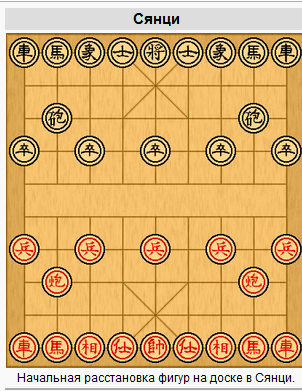 Сянци
車馬象士将士象馬車
砲砲
卒卒卒卒卒
兵兵兵兵兵
炮炮
車馬相仕帥仕相馬車
Начальная расстановка фигур на доске в Сянци.